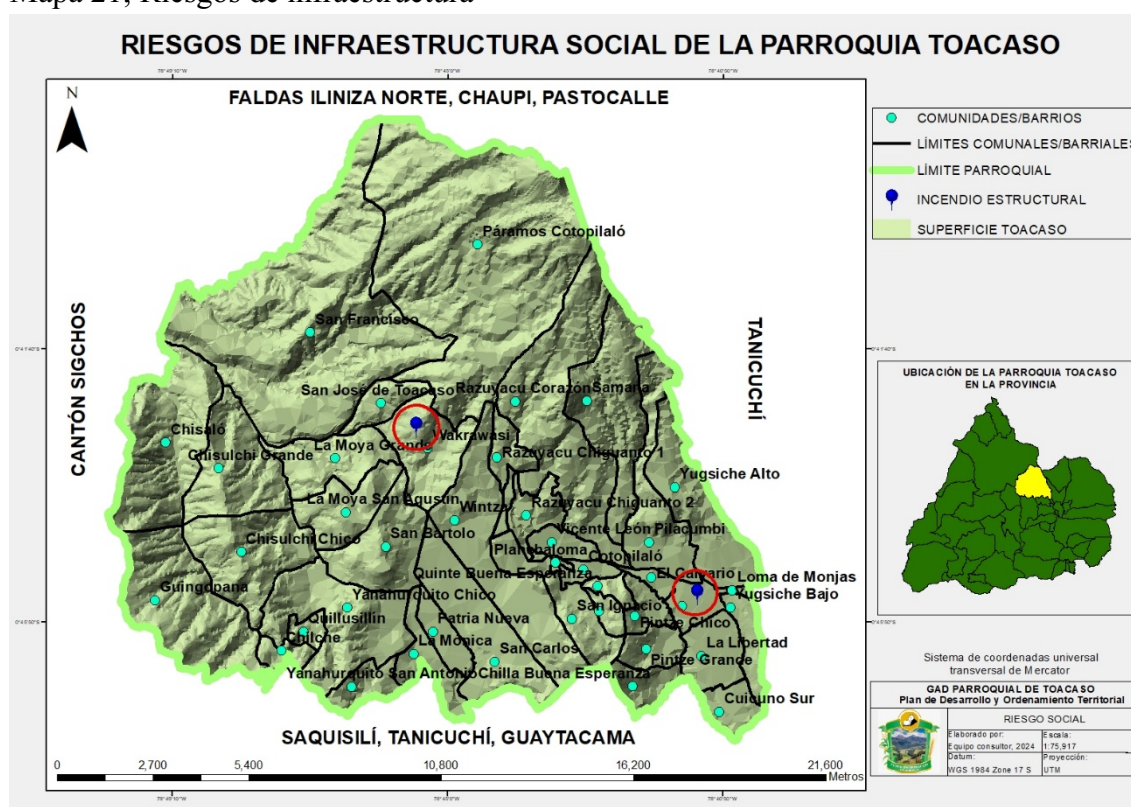 Mapa 21, Riesgos de infraestructura
RIESGOS DE INFRAESTRUCTURA SOCIAL DE LA PARROQUIA TOACASO
N
FALDAS ILINIZA NORTE, CHAUPI, PASTOCALLE
CANTÓN SIGCHOS
TANICUCHÍ
SAQUISILÍ, TANICUCHÍ, GUAYTACAMA
Páramos Cotopilaló
San Francisco
San José de Toacaso
Razuyacu Corazón
Samana
Chisaló
Chisulchi Grande
La Moya Grande
Wakrawasi
Razuyacu Chiguanto 1
Yugsiche Alto
La Moya San Agustín
Wintza
Razuyacu Chiguanto 2
San Bartolo
Vicente León
Pilacumbi
Chisulchi Chico
Planchaloma
Cotopilaló
Quinte Buena Esperanza
El Calvario
Loma de Monjas
Guingopana
Yanahurquito Chico
San Ignacio
Yugsiche Bajo
Quillusillín
Patria Nueva
Pintze Chico
Chilche
La Mónica
San Carlos
Pintze Grande
La Libertad
Yanahurquito San Antonio
Chilla Buena Esperanza
Cuicuno Sur
0 2,700 5,400 10,800 16,200 21,600
Metros
COMUNIDADES/BARRIOS
LÍMITES COMUNALES/BARRIALES
LÍMITE PARROQUIAL
INCENDIO ESTRUCTURAL
SUPERFICIE TOACASO
UBICACIÓN DE LA PARROQUIA TOACASO
EN LA PROVINCIA
Sistema de coordenadas universal
transversal de Mercator
GAD PARROQUIAL DE TOACASO
Plan de Desarrollo y Ordenamiento Territorial
RIESGO SOCIAL
Elaborado por:
Equipo consultor, 2024
Escala:
1:75,917
Datum:
WGS 1984 Zone 17 S
Proyección:
UTM